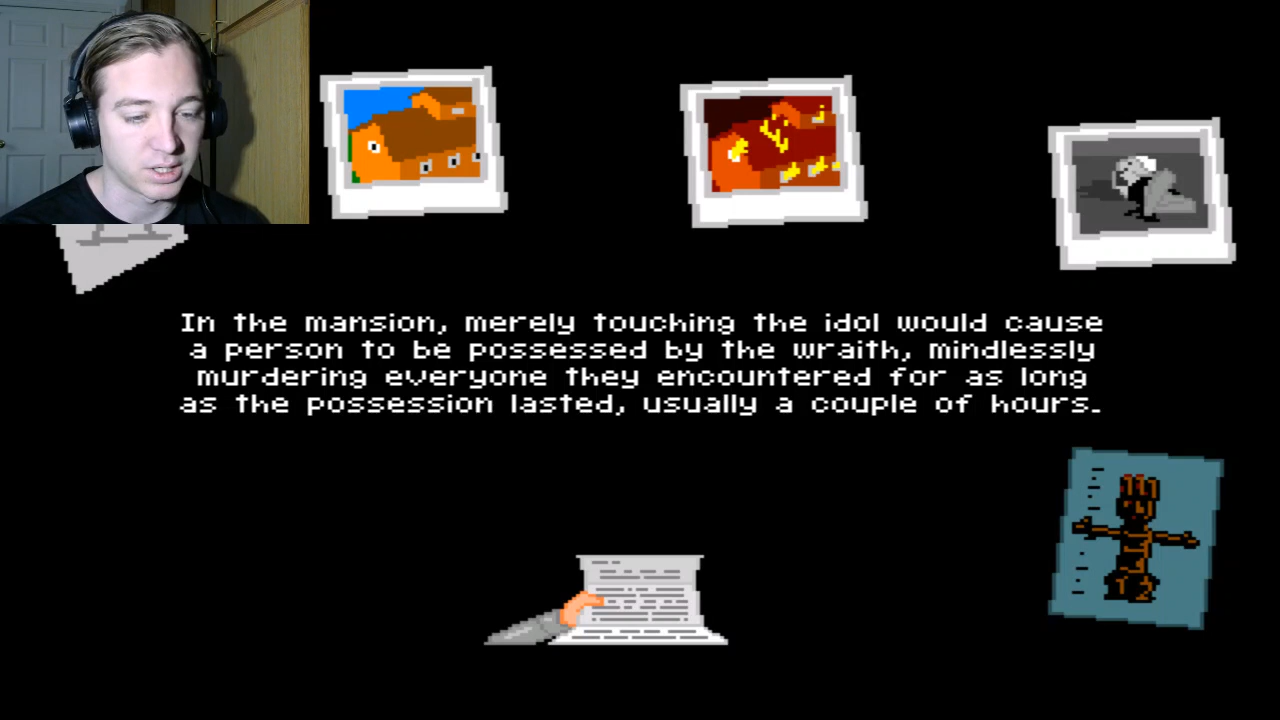 In the mansion, merely touching the idol would cause
a person to be possessed by the wraith, mindlessly
murdering everyone they encountered for as long
as the possession lasted, usually a couple of hours.